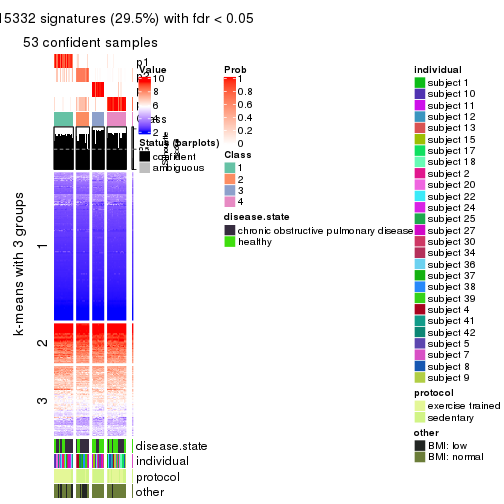 15332 signatures (29.5%) with fdr < 0.05
53 confident samples
p1
Value
10
8
6
4
2
Prob
1
0.8
0.6
0.4
0.2
0
Status (barplots)
confident
ambiguous
Class
1
2
3
4
disease.state
chronic obstructive pulmonary disease
healthy
k-means with 3 groups
1
2
3
disease.state
individual
protocol
other
individual
subject 1
subject 10
subject 11
subject 12
subject 13
subject 15
subject 17
subject 18
subject 2
subject 20
subject 22
subject 24
subject 25
subject 27
subject 30
subject 34
subject 36
subject 37
subject 38
subject 39
subject 4
subject 41
subject 42
subject 5
subject 7
subject 8
subject 9
protocol
exercise trained
sedentary
other
BMI: low
BMI: normal